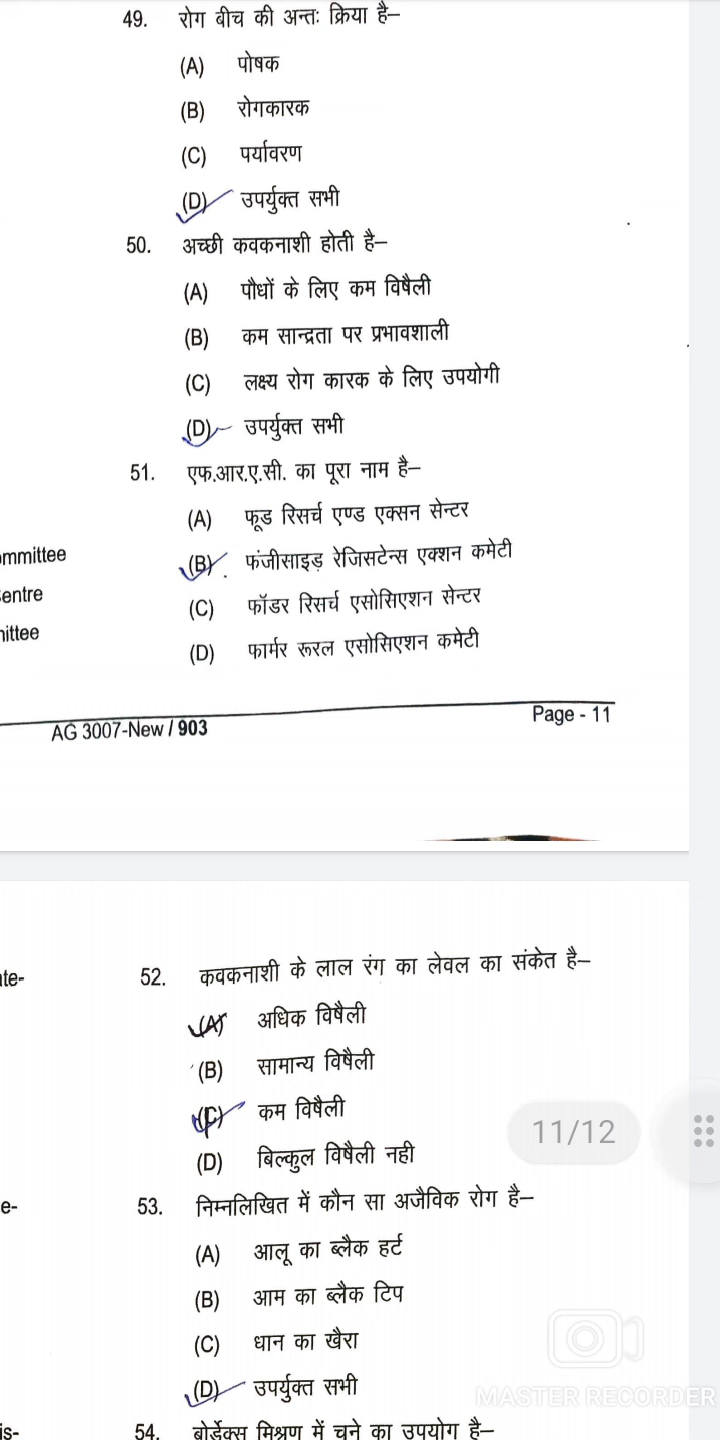 49. रोग बीच की अन्तः क्रिया है–
(A) पोषक
(B) रोगकारक
(C) पर्यावरण
(D) उपर्युक्त सभी
50. अच्छी कवकनाशी होती है–
(A) पौधों के लिए कम विषैली
(B) कम सान्द्रता पर प्रभावशाली
(C) लक्ष्य रोग कारक के लिए उपयोगी
(D) उपर्युक्त सभी
51. एफ.आर.ए.सी. का पूरा नाम है–
(A) फूड रिसर्च एण्ड एक्सन सेन्टर
ommittee
(B) फंजीसाइड़ रेजिसटेन्स एक्शन कमेटी
entre
(C) फॉडर रिसर्च एसोसिएशन सेन्टर
ittee
(D) फार्मर रूरल एसोसिएशन कमेटी
AG 3007-New / 903
Page - 11
te-
52. कवकनाशी के लाल रंग का लेवल का संकेत है–
(A) अधिक विषैली
(B) सामान्य विषैली
(C) कम विषैली
11/12
(D) बिल्कुल विषैली नही
e-
53. निम्नलिखित में कौन सा अजैविक रोग है–
(A) आलू का ब्लैक हर्ट
(B) आम का ब्लैक टिप
(C) धान का खैरा
(D) उपर्युक्त सभी
MASTER RECORDER
is-
54. बोर्डेक्स मिश्रण में चूने का उपयोग है–